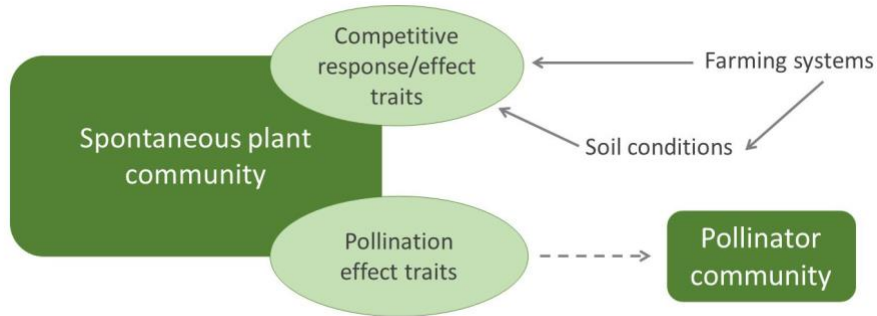 Competitive
response/effect
traits
Farming systems
Spontaneous plant
community
Soil conditions
Pollination
effect traits
Pollinator
community